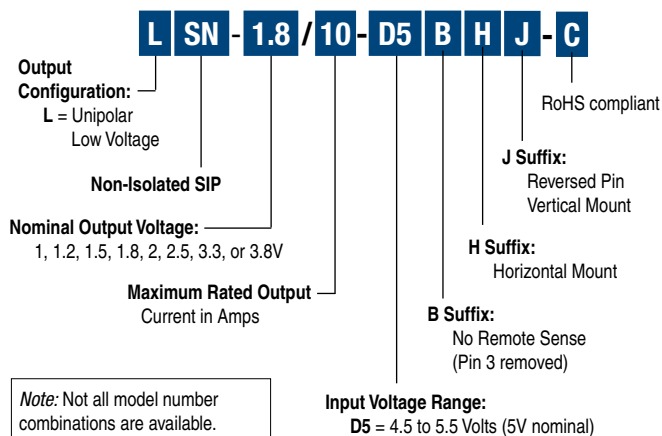 L SN - 1.8 / 10 - D5 B H J - C
Output
Configuration:
L = Unipolar
Low Voltage
RoHS compliant
J Suffix:
Reversed Pin
Vertical Mount
Non-Isolated SIP
Nominal Output Voltage:
1, 1.2, 1.5, 1.8, 2, 2.5, 3.3, or 3.8V
H Suffix:
Horizontal Mount
Maximum Rated Output
Current in Amps
B Suffix:
No Remote Sense
(Pin 3 removed)
Note: Not all model number
combinations are available.
Input Voltage Range:
D5 = 4.5 to 5.5 Volts (5V nominal)